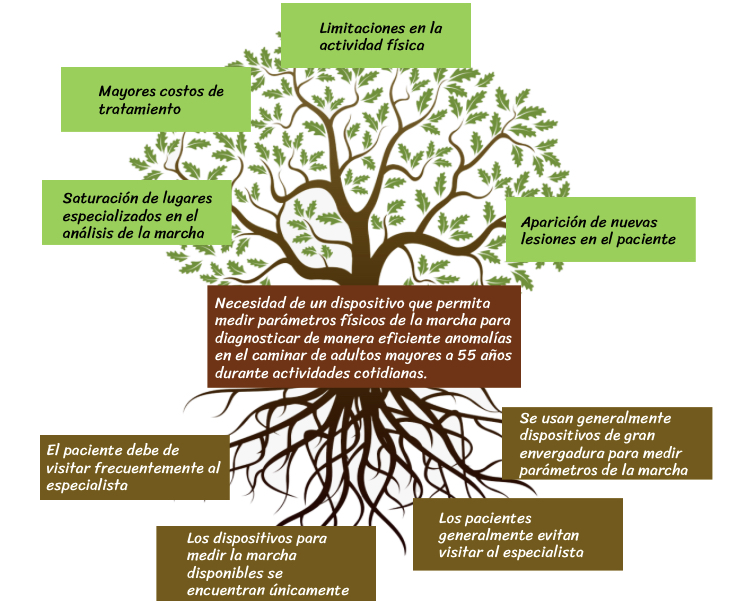 Limitaciones en la
actividad física
Mayores costos de
tratamiento
Saturación de lugares
especializados en el
análisis de la marcha
Aparición de nuevas
lesiones en el paciente
Necesidad de un dispositivo que permita
medir parámetros físicos de la marcha para
diagnosticar de manera eficiente anomalías
en el caminar de adultos mayores a 55 años
durante actividades cotidianas.
Se usan generalmente
dispositivos de gran
envergadura para medir
parámetros de la marcha
El paciente debe de
visitar frecuentemente al
especialista
Los pacientes
generalmente evitan
visitar al especialista
Los dispositivos para
medir la marcha
disponibles se
encuentran únicamente